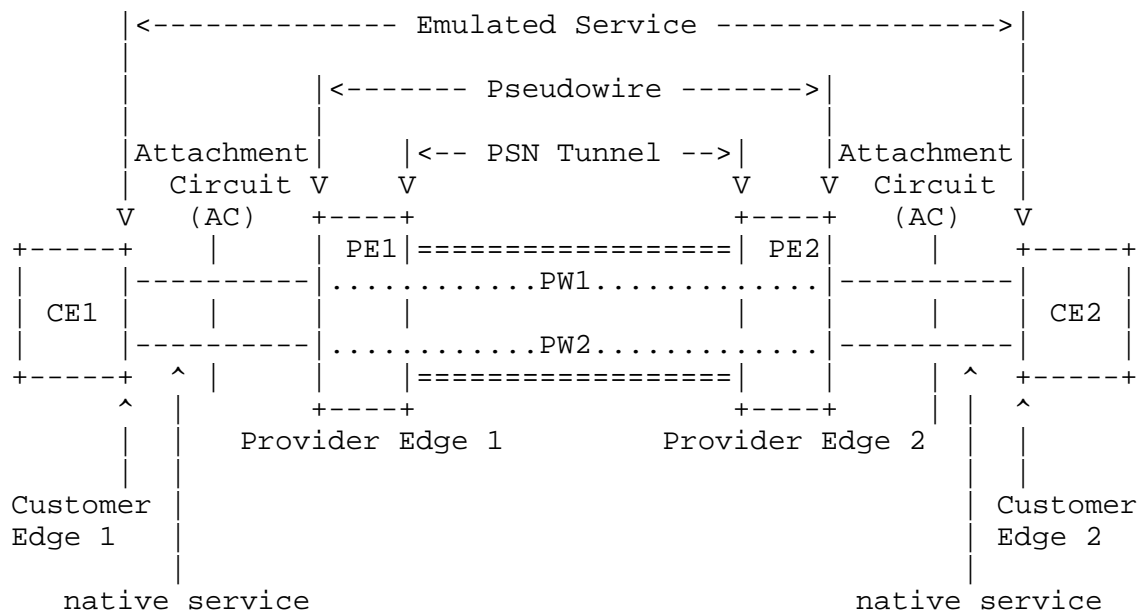 |<-------------- Emulated Service ---------------->|
|<------- Pseudowire ------->|
|Attachment| |<-- PSN Tunnel -->| |Attachment
Circuit V V V V Circuit
V (AC) +----+ +----+ (AC) V
+-----+ | | PE1|==================| PE2| | +-----+
| |----------|............PW1.............|----------| |
| CE1 | | | | | | | | CE2 |
| |----------|............PW2.............|----------| |
+-----+ ^ | | |==================| | | ^ +-----+
^ | +----+ +----+ | | ^
| | Provider Edge 1 Provider Edge 2 | |
Customer | | Customer
Edge 1 | | Edge 2
native service native service